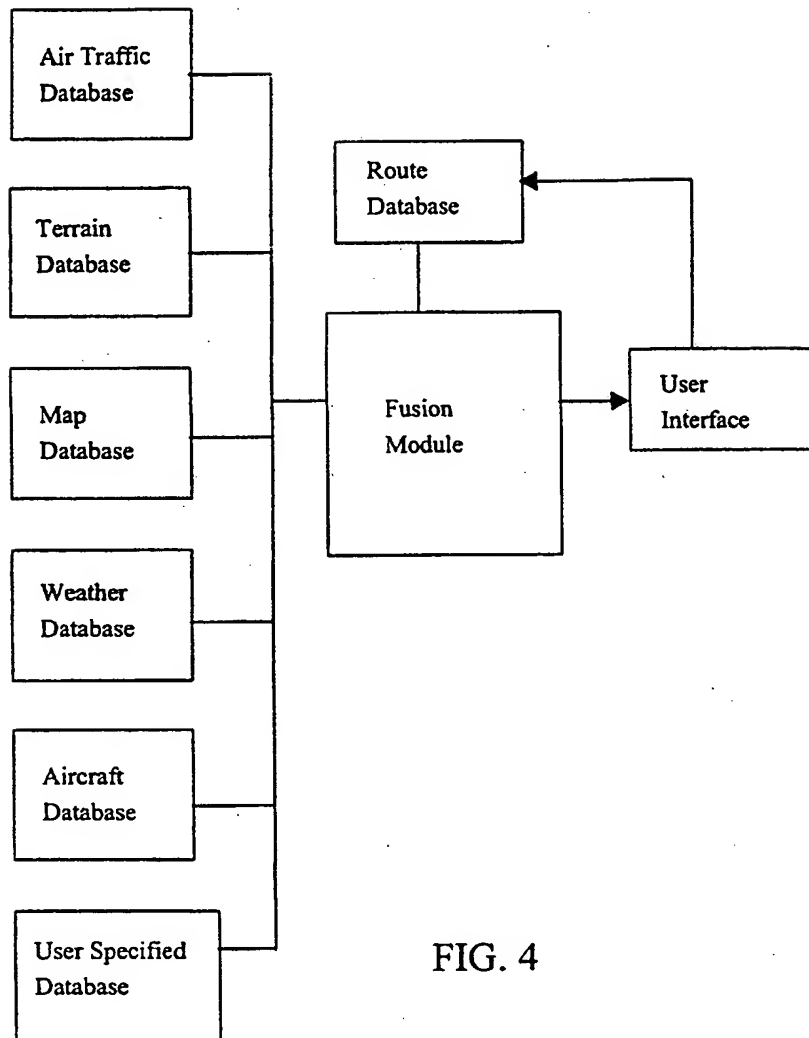 Air Traffic
Database
Route
Database
Terrain
Database
User
Interface
Fusion
Module
Map
Database
Weather
Database
Aircraft
Database
User Specified
Database
FIG. 4